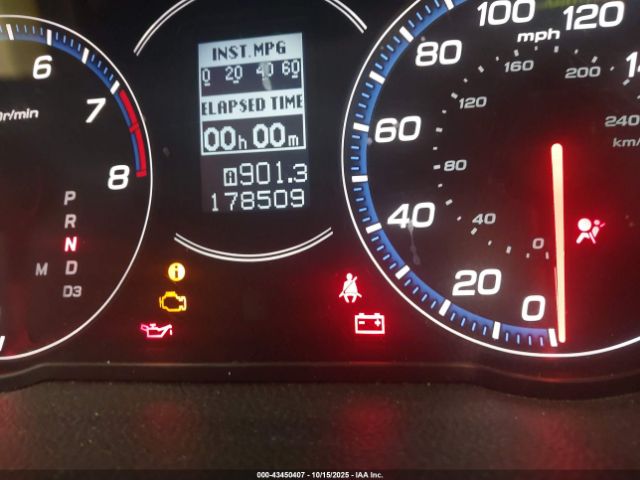 INST.MPG
0 20 40 60
ELAPSED TIME
00h 00m
A901.3
178509
6
7
8
r/min
P
R
N
M D
D3
0
20
40
60
80
100
120
mph
0
40
80
120
160
200
240
000-43450407 - 10/15/2025 - IAA Inc.